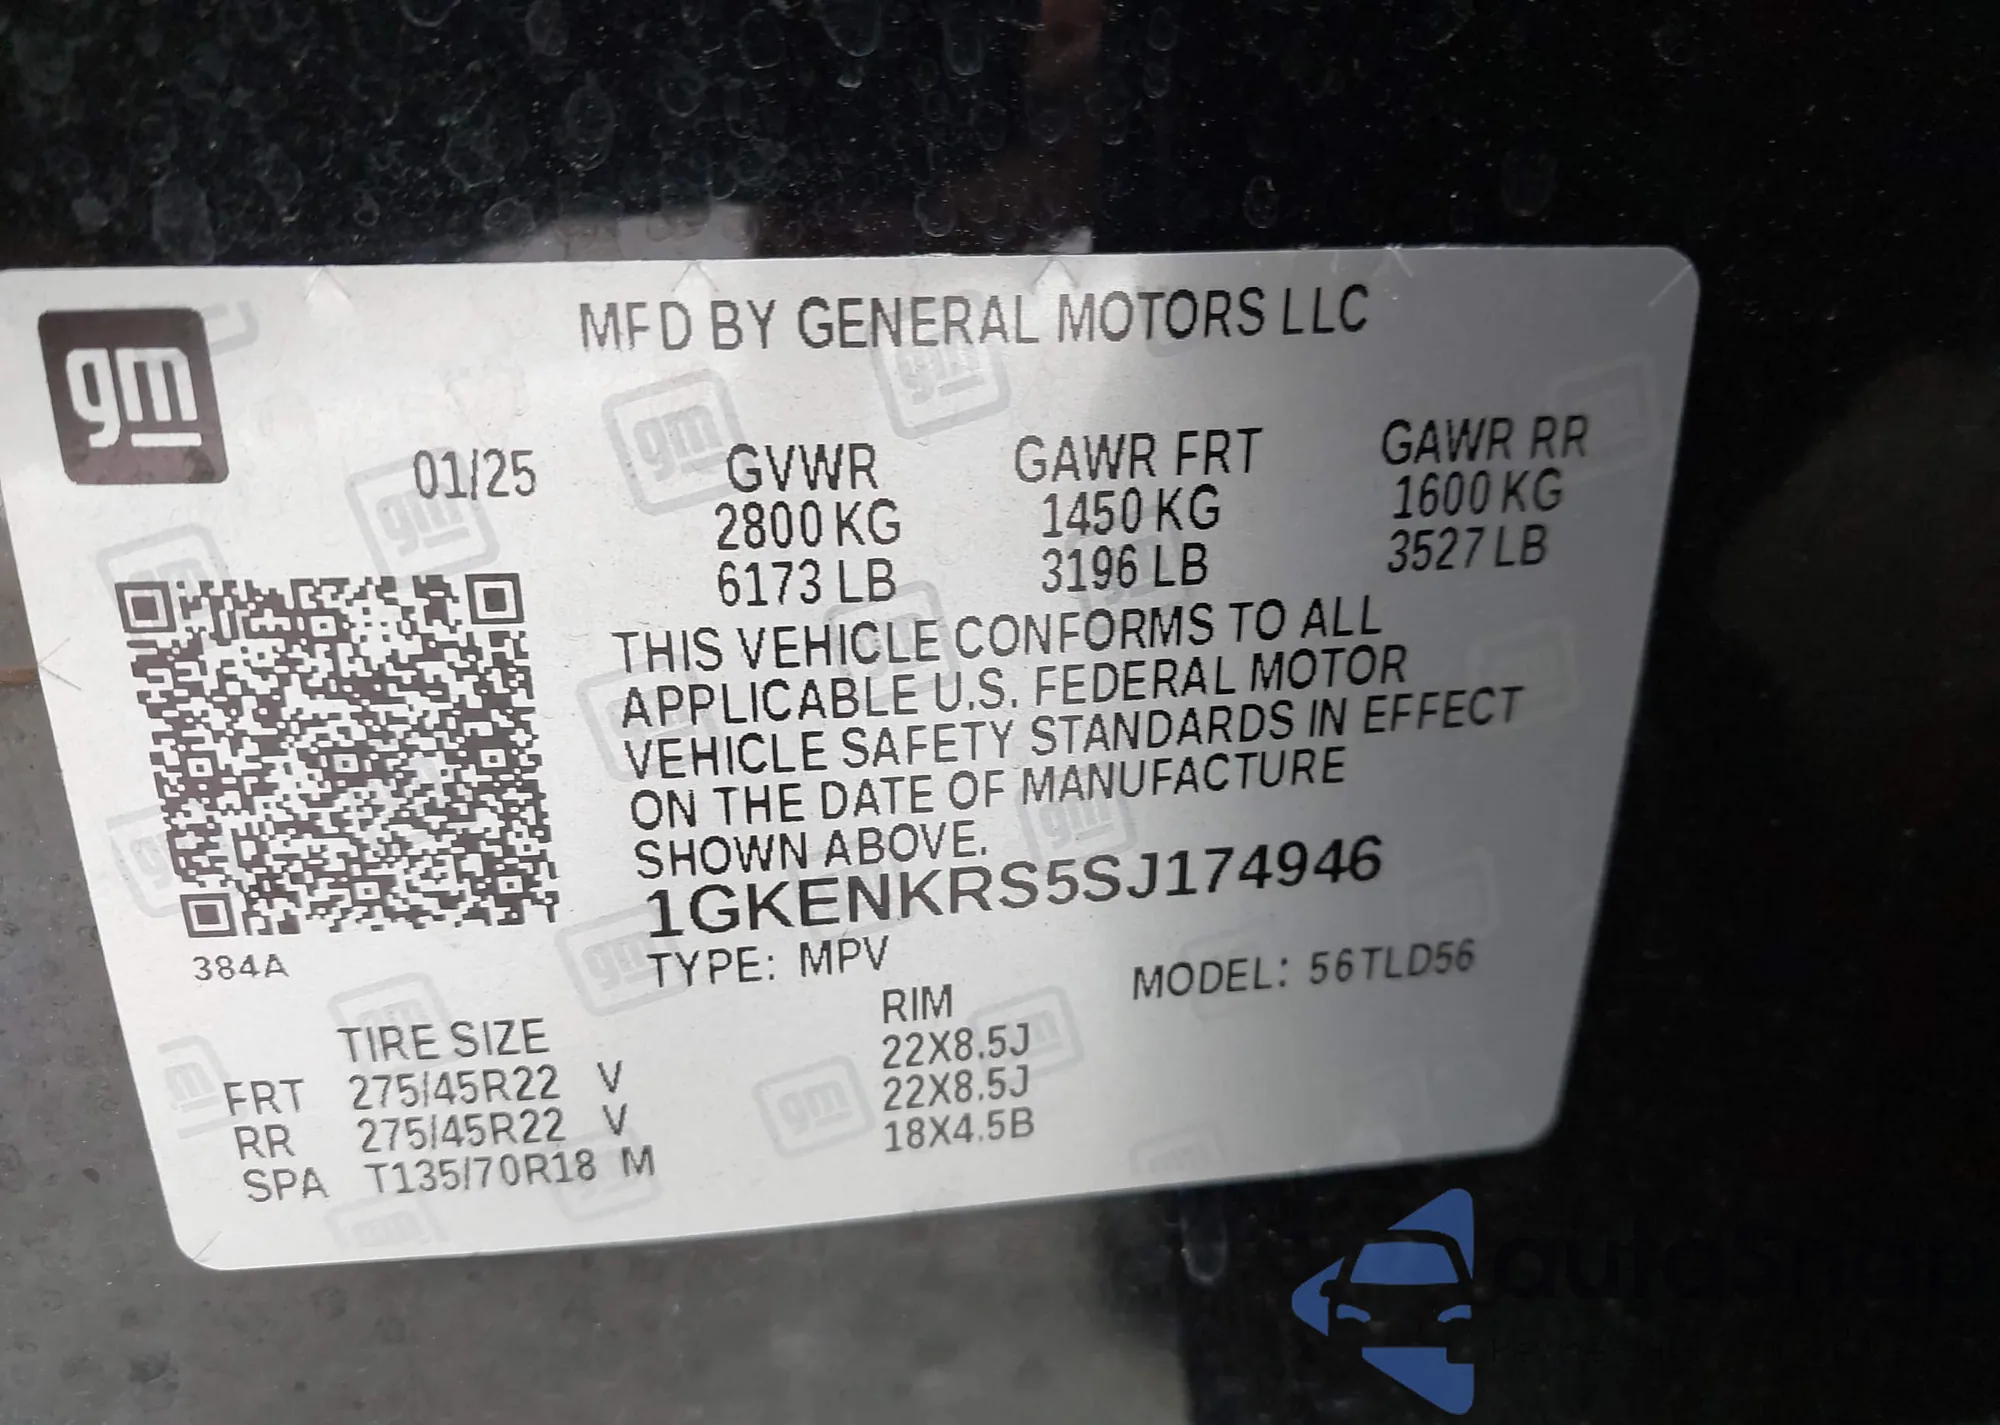 gm
MFD BY GENERAL MOTORS LLC
01/25
GVWR GAWR FRT GAWR RR
2800 KG 1450 KG 1600 KG
6173 LB 3196 LB 3527 LB
THIS VEHICLE CONFORMS TO ALL
APPLICABLE U.S. FEDERAL MOTOR
VEHICLE SAFETY STANDARDS IN EFFECT
ON THE DATE OF MANUFACTURE
SHOWN ABOVE.
1GKENKRS5SJ174946
384A
TYPE: MPV MODEL: 56TLD56
TIRE SIZE RIM
FRT 275/45R22 V 22X8.5J
RR 275/45R22 V 22X8.5J
SPA T135/70R18 M 18X4.5B